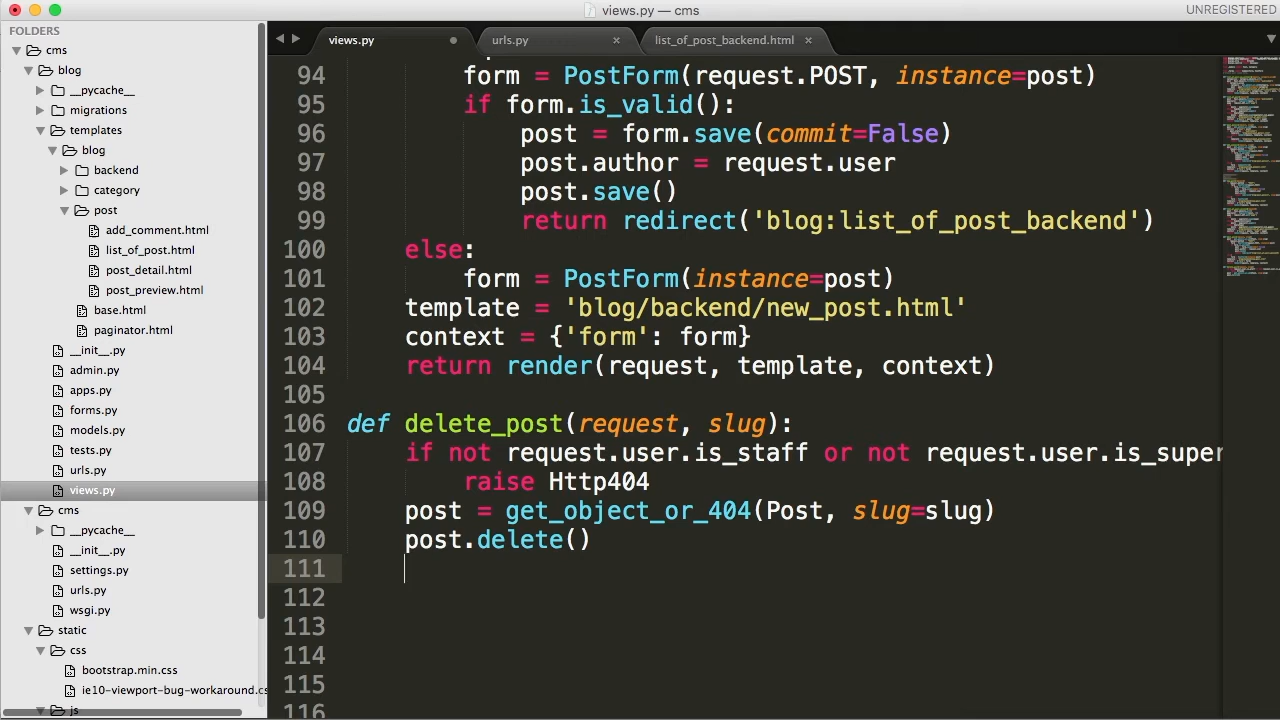 views.py — cms
UNREGISTERED
FOLDERS
cms
blog
__pycache__
migrations
templates
blog
backend
category
post
add_comment.html
list_of_post.html
post_detail.html
post_preview.html
base.html
paginator.html
__init__.py
admin.py
apps.py
forms.py
models.py
tests.py
urls.py
views.py
cms
__pycache__
__init__.py
settings.py
urls.py
wsgi.py
static
css
bootstrap.min.css
ie10-viewport-bug-workaround.cs
js
views.py
urls.py
list_of_post_backend.html
94 form = PostForm(request.POST, instance=post)
95 if form.is_valid():
96 post = form.save(commit=False)
97 post.author = request.user
98 post.save()
99 return redirect('blog:list_of_post_backend')
100 else:
101 form = PostForm(instance=post)
102 template = 'blog/backend/new_post.html'
103 context = {'form': form}
104 return render(request, template, context)
105
106 def delete_post(request, slug):
107 if not request.user.is_staff or not request.user.is_super
108 raise Http404
109 post = get_object_or_404(Post, slug=slug)
110 post.delete()
111
112
113
114
115
116